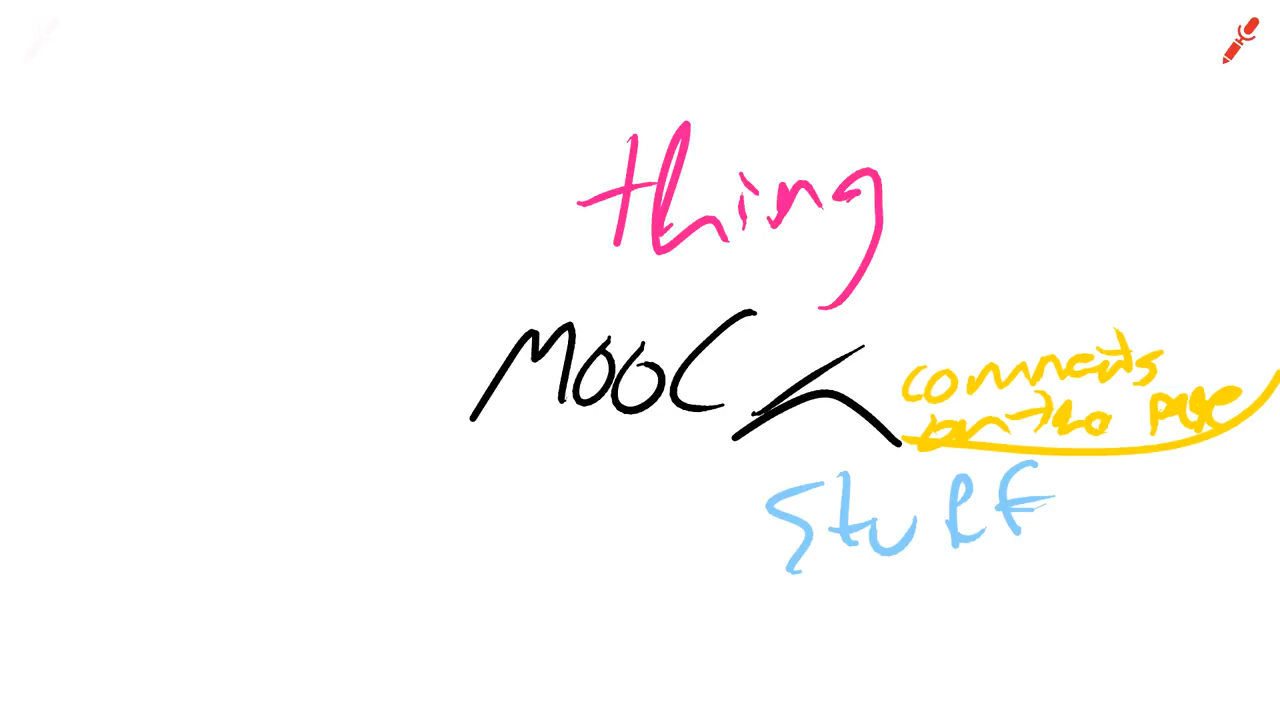 thing
MOOC
comments
on the page
stuff